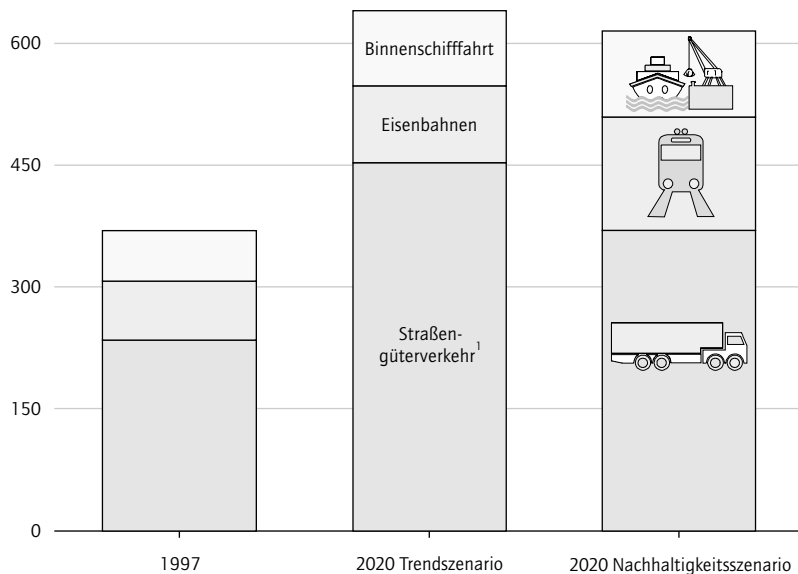 600
Binnenschifffahrt
Eisenbahnen
450
300
Straßen-
güterverkehr¹
150
0
1997
2020 Trendszenario
2020 Nachhaltigkeitsszenario